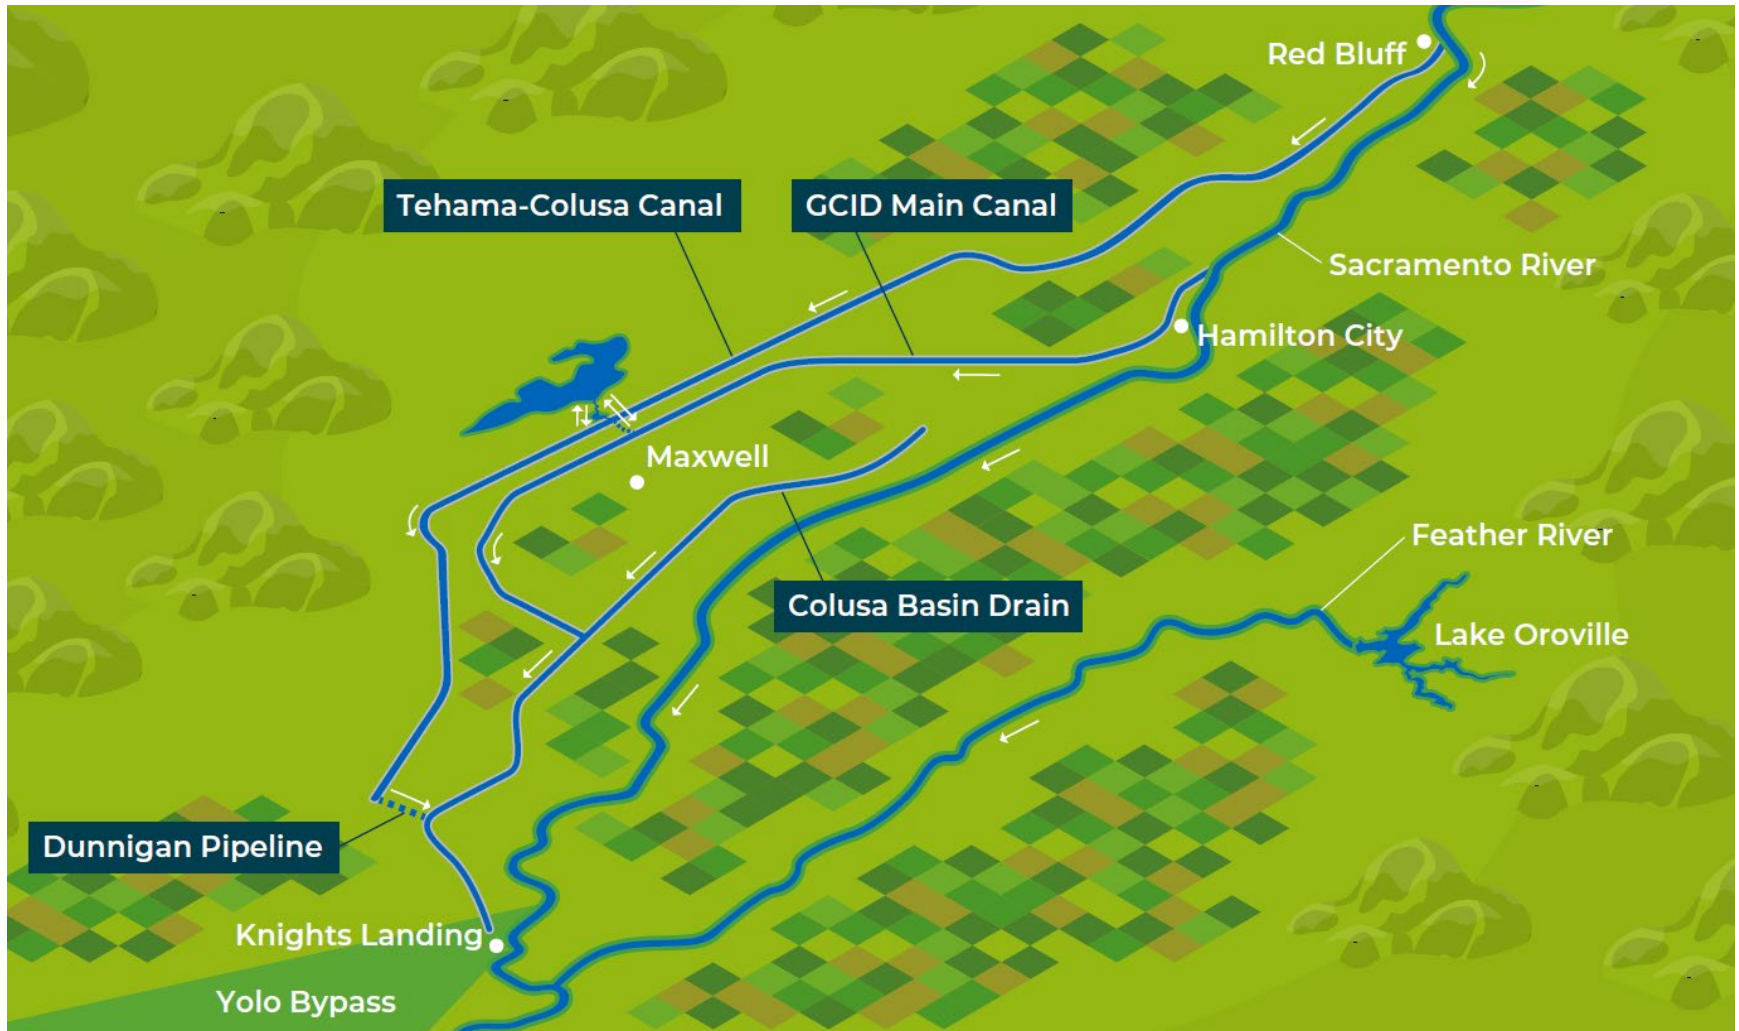 Red Bluff
Tehama-Colusa Canal
GCID Main Canal
Sacramento River
Hamilton City
Maxwell
Feather River
Colusa Basin Drain
Lake Oroville
Dunnigan Pipeline
Knights Landing
Yolo Bypass